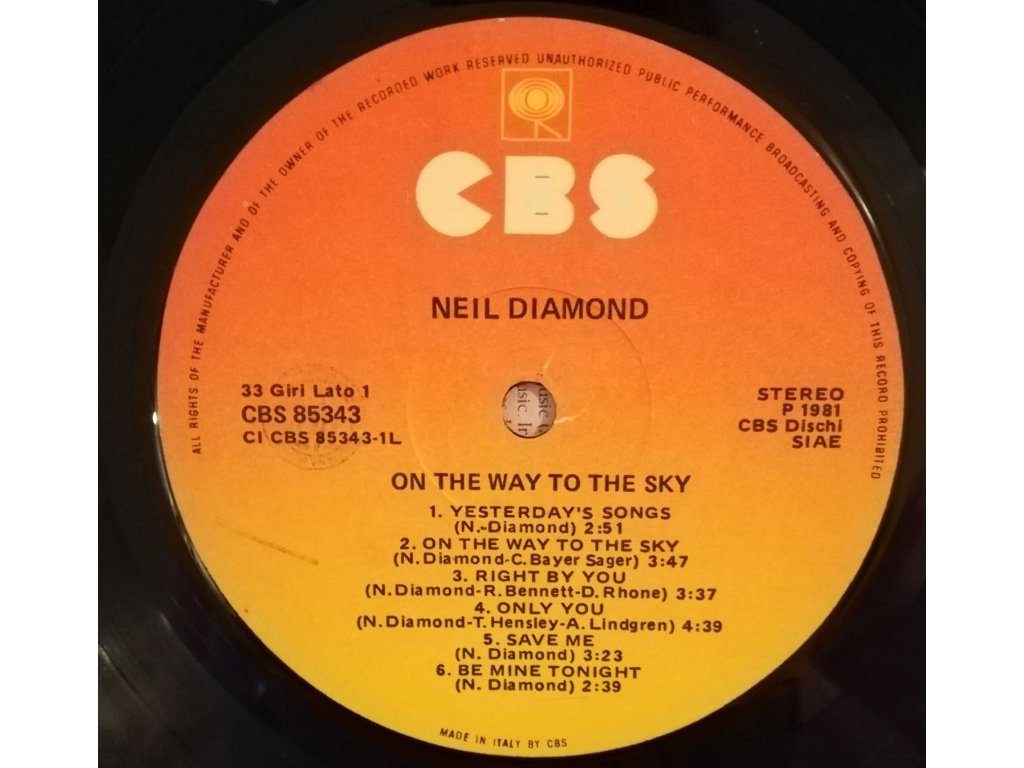 ALL RIGHTS OF THE MANUFACTURER AND OF THE OWNER OF THE RECORDED WORK RESERVED UNAUTHORIZED PUBLIC PERFORMANCE BROADCASTING AND COPYING OF THIS RECORD PROHIBITED
CBS
NEIL DIAMOND
33 Giri Lato 1
CBS 85343
CI CBS 85343-1L
STEREO
P 1981
CBS Dischi
SIAE
usic
usic. In
ON THE WAY TO THE SKY
1. YESTERDAY'S SONGS
(N. Diamond) 2:51
2. ON THE WAY TO THE SKY
(N. Diamond-C. Bayer Sager) 3:47
3. RIGHT BY YOU
(N. Diamond-R. Bennett-D. Rhone) 3:37
4. ONLY YOU
(N. Diamond-T. Hensley-A. Lindgren) 4:39
5. SAVE ME
(N. Diamond) 3:23
6. BE MINE TONIGHT
(N. Diamond) 2:39
MADE IN ITALY BY CBS